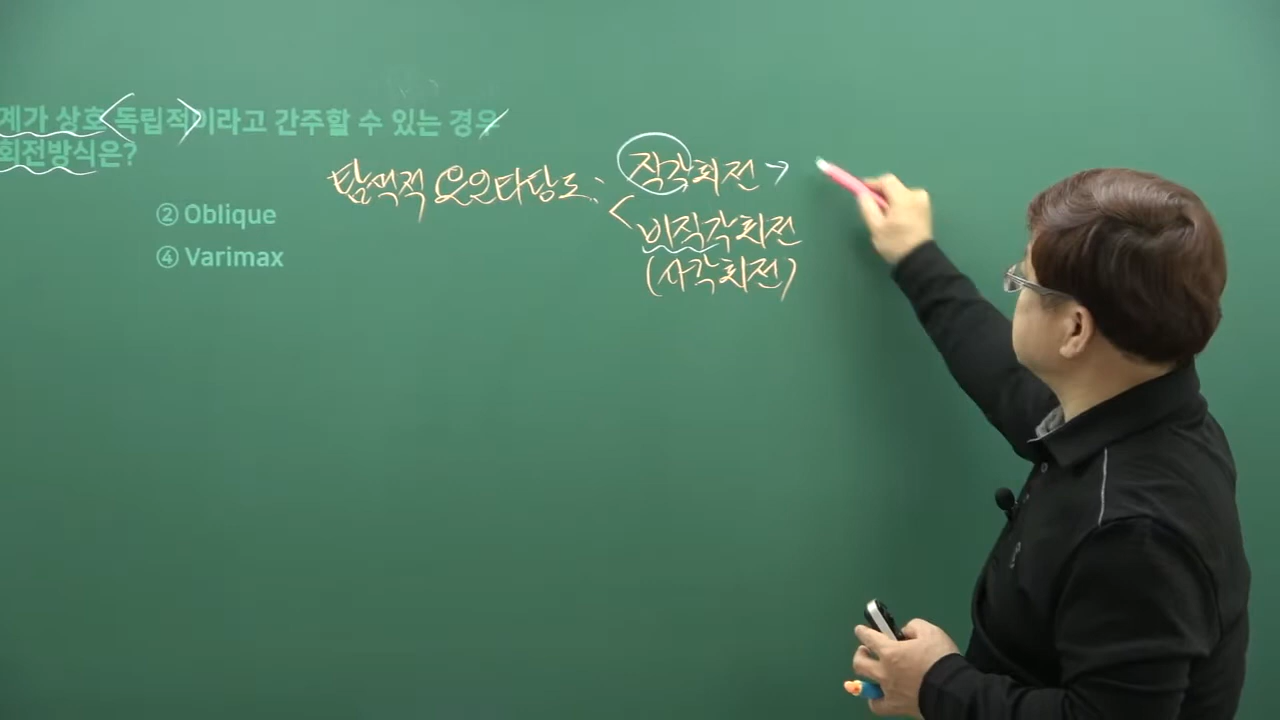 계가 상호 <독립적>이라고 간주할 수 있는 경우
회전방식은?
탐색적 요인타당도: < 직각회전 →
비직각회전
(사각회전)
② Oblique
④ Varimax